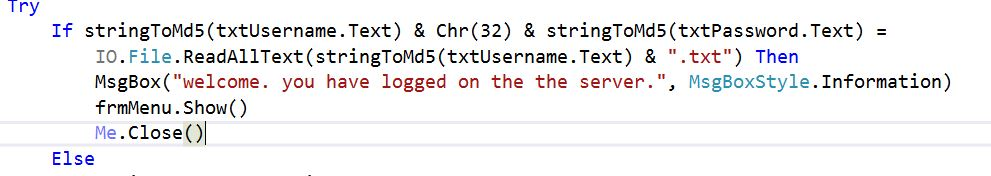 Try
If stringToMd5(txtUsername.Text) & Chr(32) & stringToMd5(txtPassword.Text) =
IO.File.ReadAllText(stringToMd5(txtUsername.Text) & ".txt") Then
MsgBox("welcome. you have logged on the the server.", MsgBoxStyle.Information)
frmMenu.Show()
Me.Close()
Else